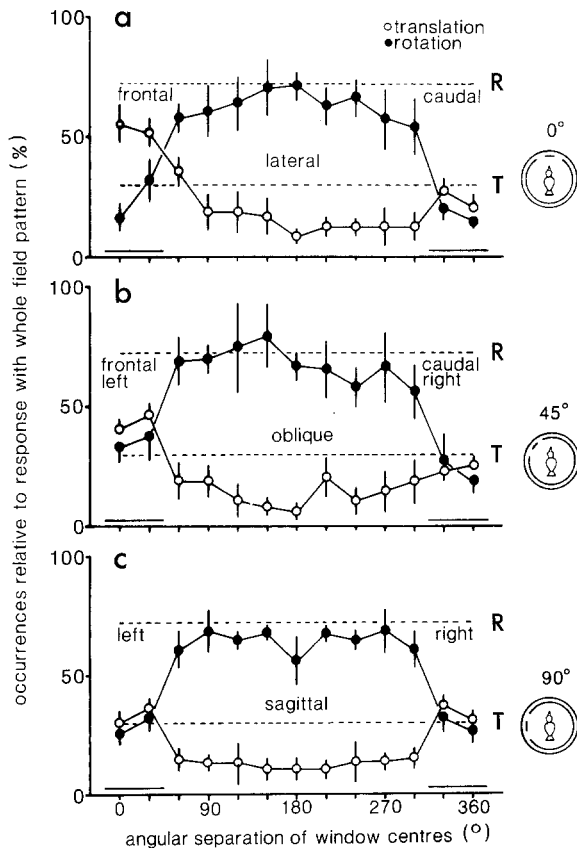 a
translation
rotation
R
frontal
caudal
lateral
T
0°
100
50
0
b
R
frontal
left
caudal
right
oblique
T
45°
100
50
0
c
R
left
right
sagittal
T
90°
100
50
0
0 90 180 270 360
angular separation of window centres (°)
occurrences relative to response with whole field pattern (%)